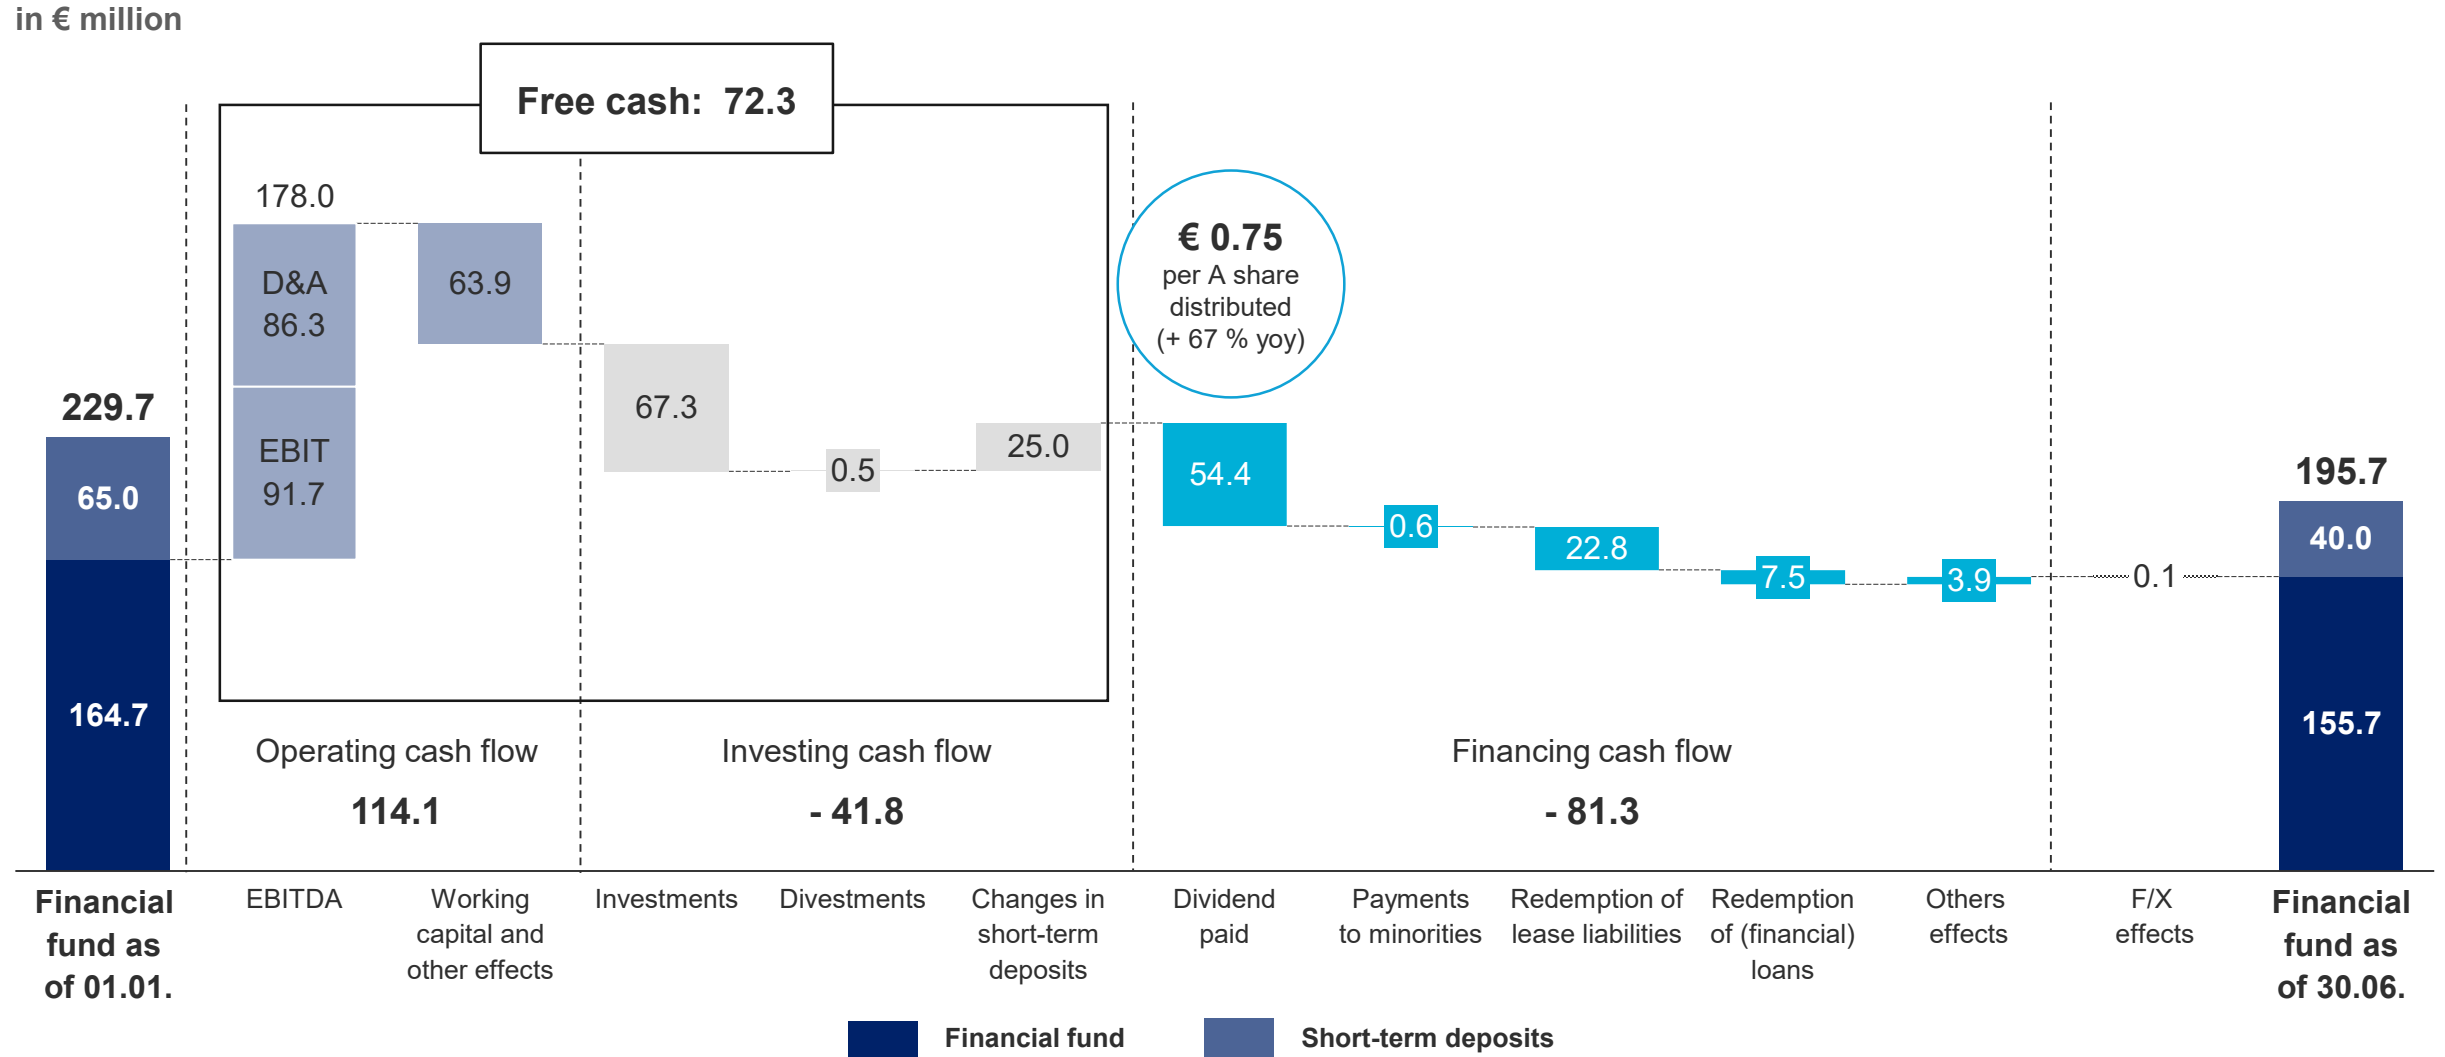 in € million
Free cash: 72.3
178.0
D&A
86.3
EBIT
91.7
63.9
67.3
0.5
25.0
€ 0.75
per A share
distributed
(+ 67 % yoy)
229.7
65.0
164.7
54.4
0.6
22.8
7.5
3.9
0.1
195.7
40.0
155.7
Operating cash flow
114.1
Investing cash flow
- 41.8
Financing cash flow
- 81.3
Financial
fund as
of 01.01.
EBITDA
Working
capital and
other effects
Investments
Divestments
Changes in
short-term
deposits
Dividend
paid
Payments
to minorities
Redemption of
lease liabilities
Redemption
of (financial)
loans
Others
effects
F/X
effects
Financial
fund as
of 30.06.
Financial fund
Short-term deposits